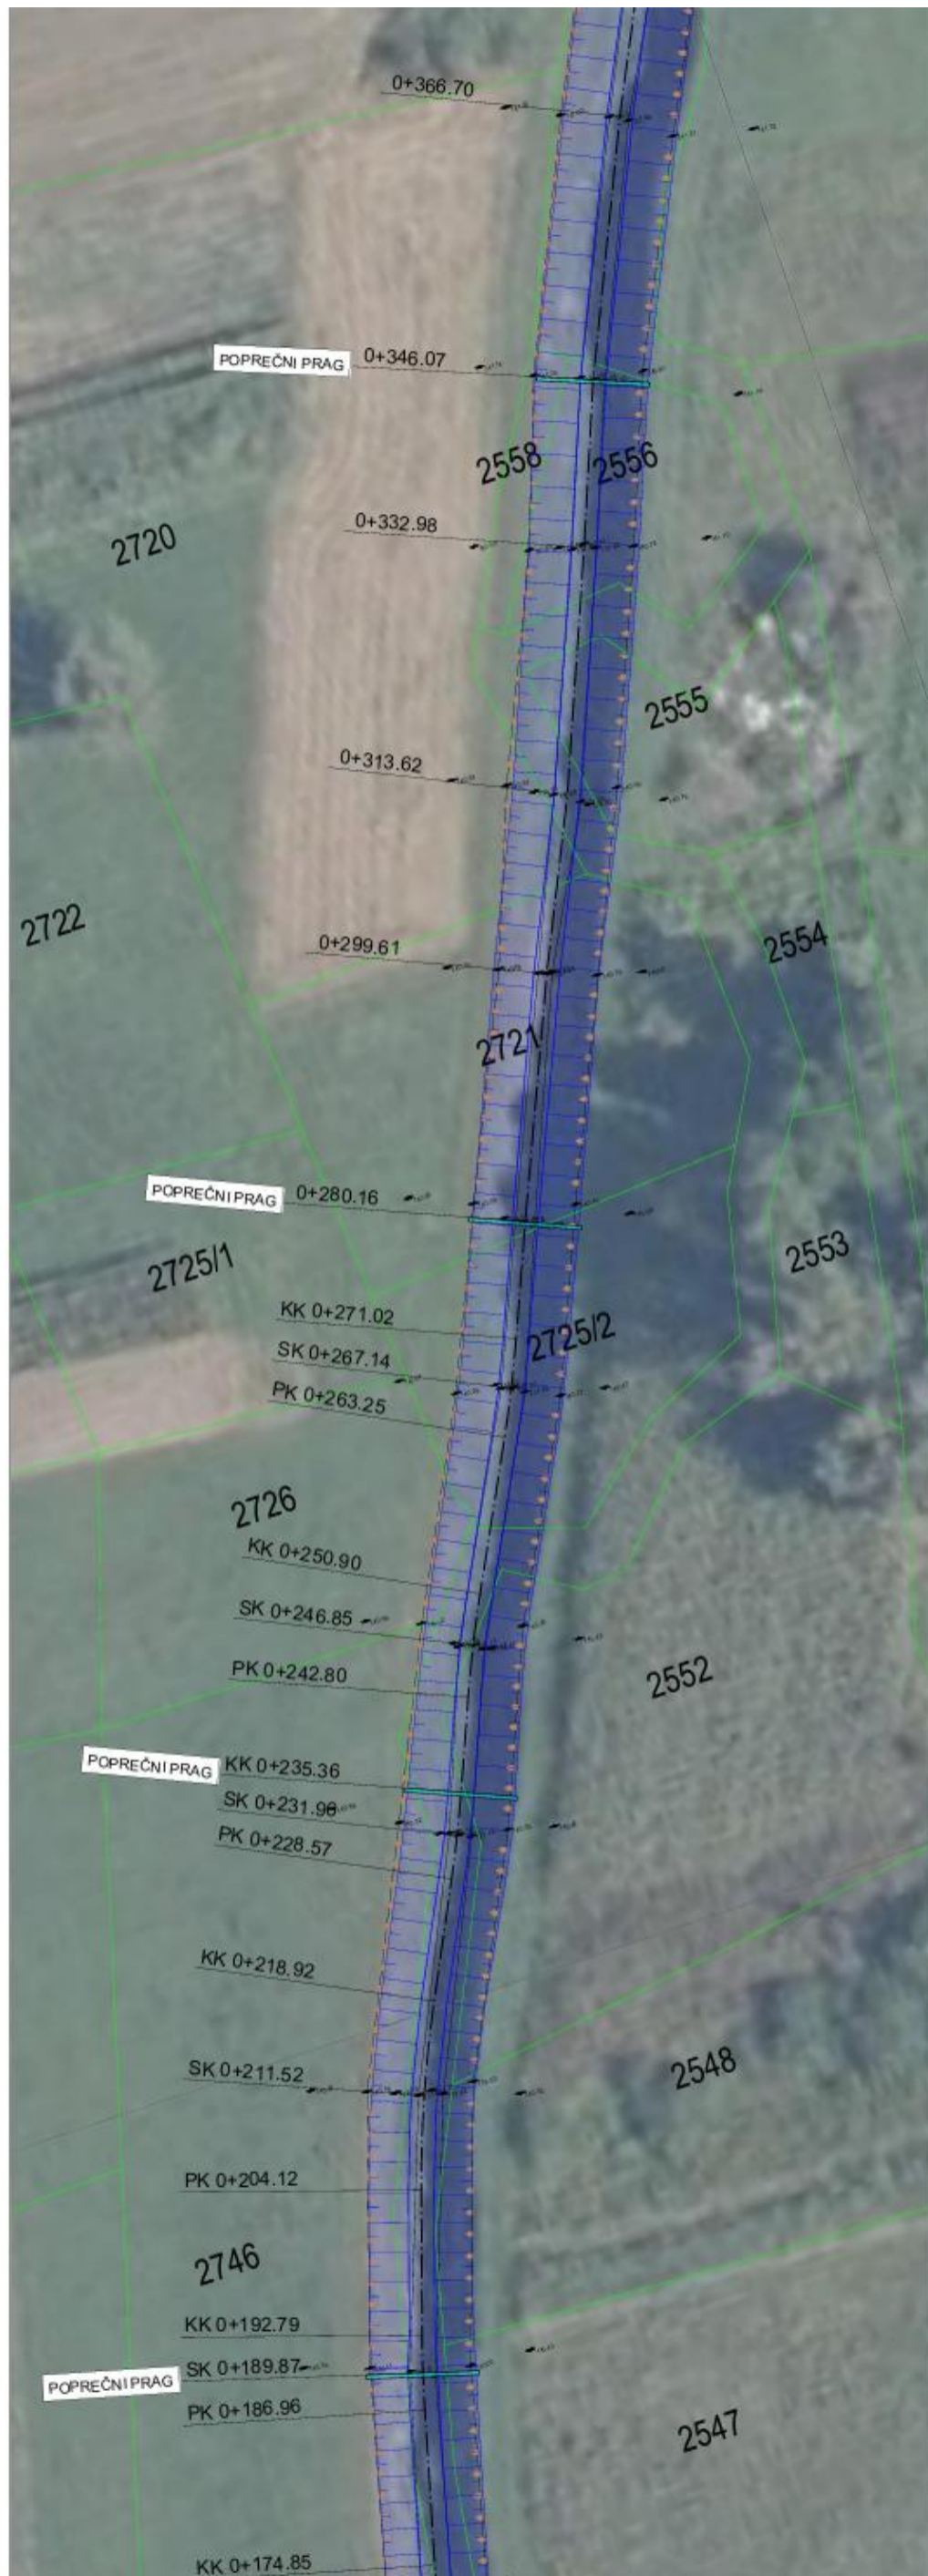 0+366.70
POPREČNI PRAG 0+346.07
2558 2556
0+332.98
2720
2555
0+313.62
2722
2554
0+299.61
2721
POPREČNI PRAG 0+280.16
2725/1
2553
KK 0+271.02
2725/2
SK 0+267.14
PK 0+263.25
2726
KK 0+250.90
SK 0+246.85
PK 0+242.80
2552
POPREČNI PRAG KK 0+235.36
SK 0+231.96
PK 0+228.57
KK 0+218.92
SK 0+211.52
2548
PK 0+204.12
2746
KK 0+192.79
POPREČNI PRAG SK 0+189.87
PK 0+186.96
2547
KK 0+174.85